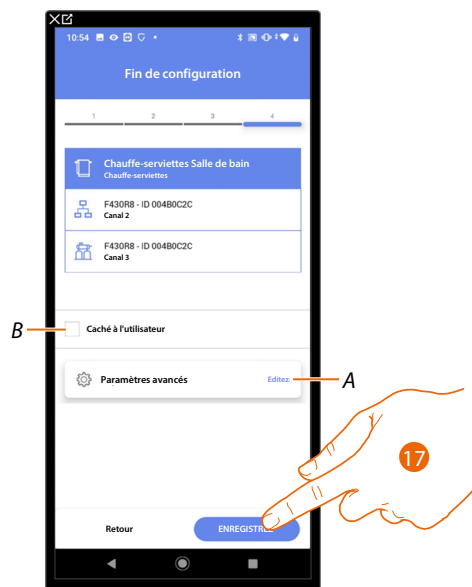 10:54
Fin de configuration
1 2 3 4
Chauffe-serviettes Salle de bain
Chauffe-serviettes
F430R8 - ID 004B0C2C
Canal 2
F430R8 - ID 004B0C2C
Canal 3
B
Caché à l'utilisateur
Paramètres avancés
Editez
A
17
Retour